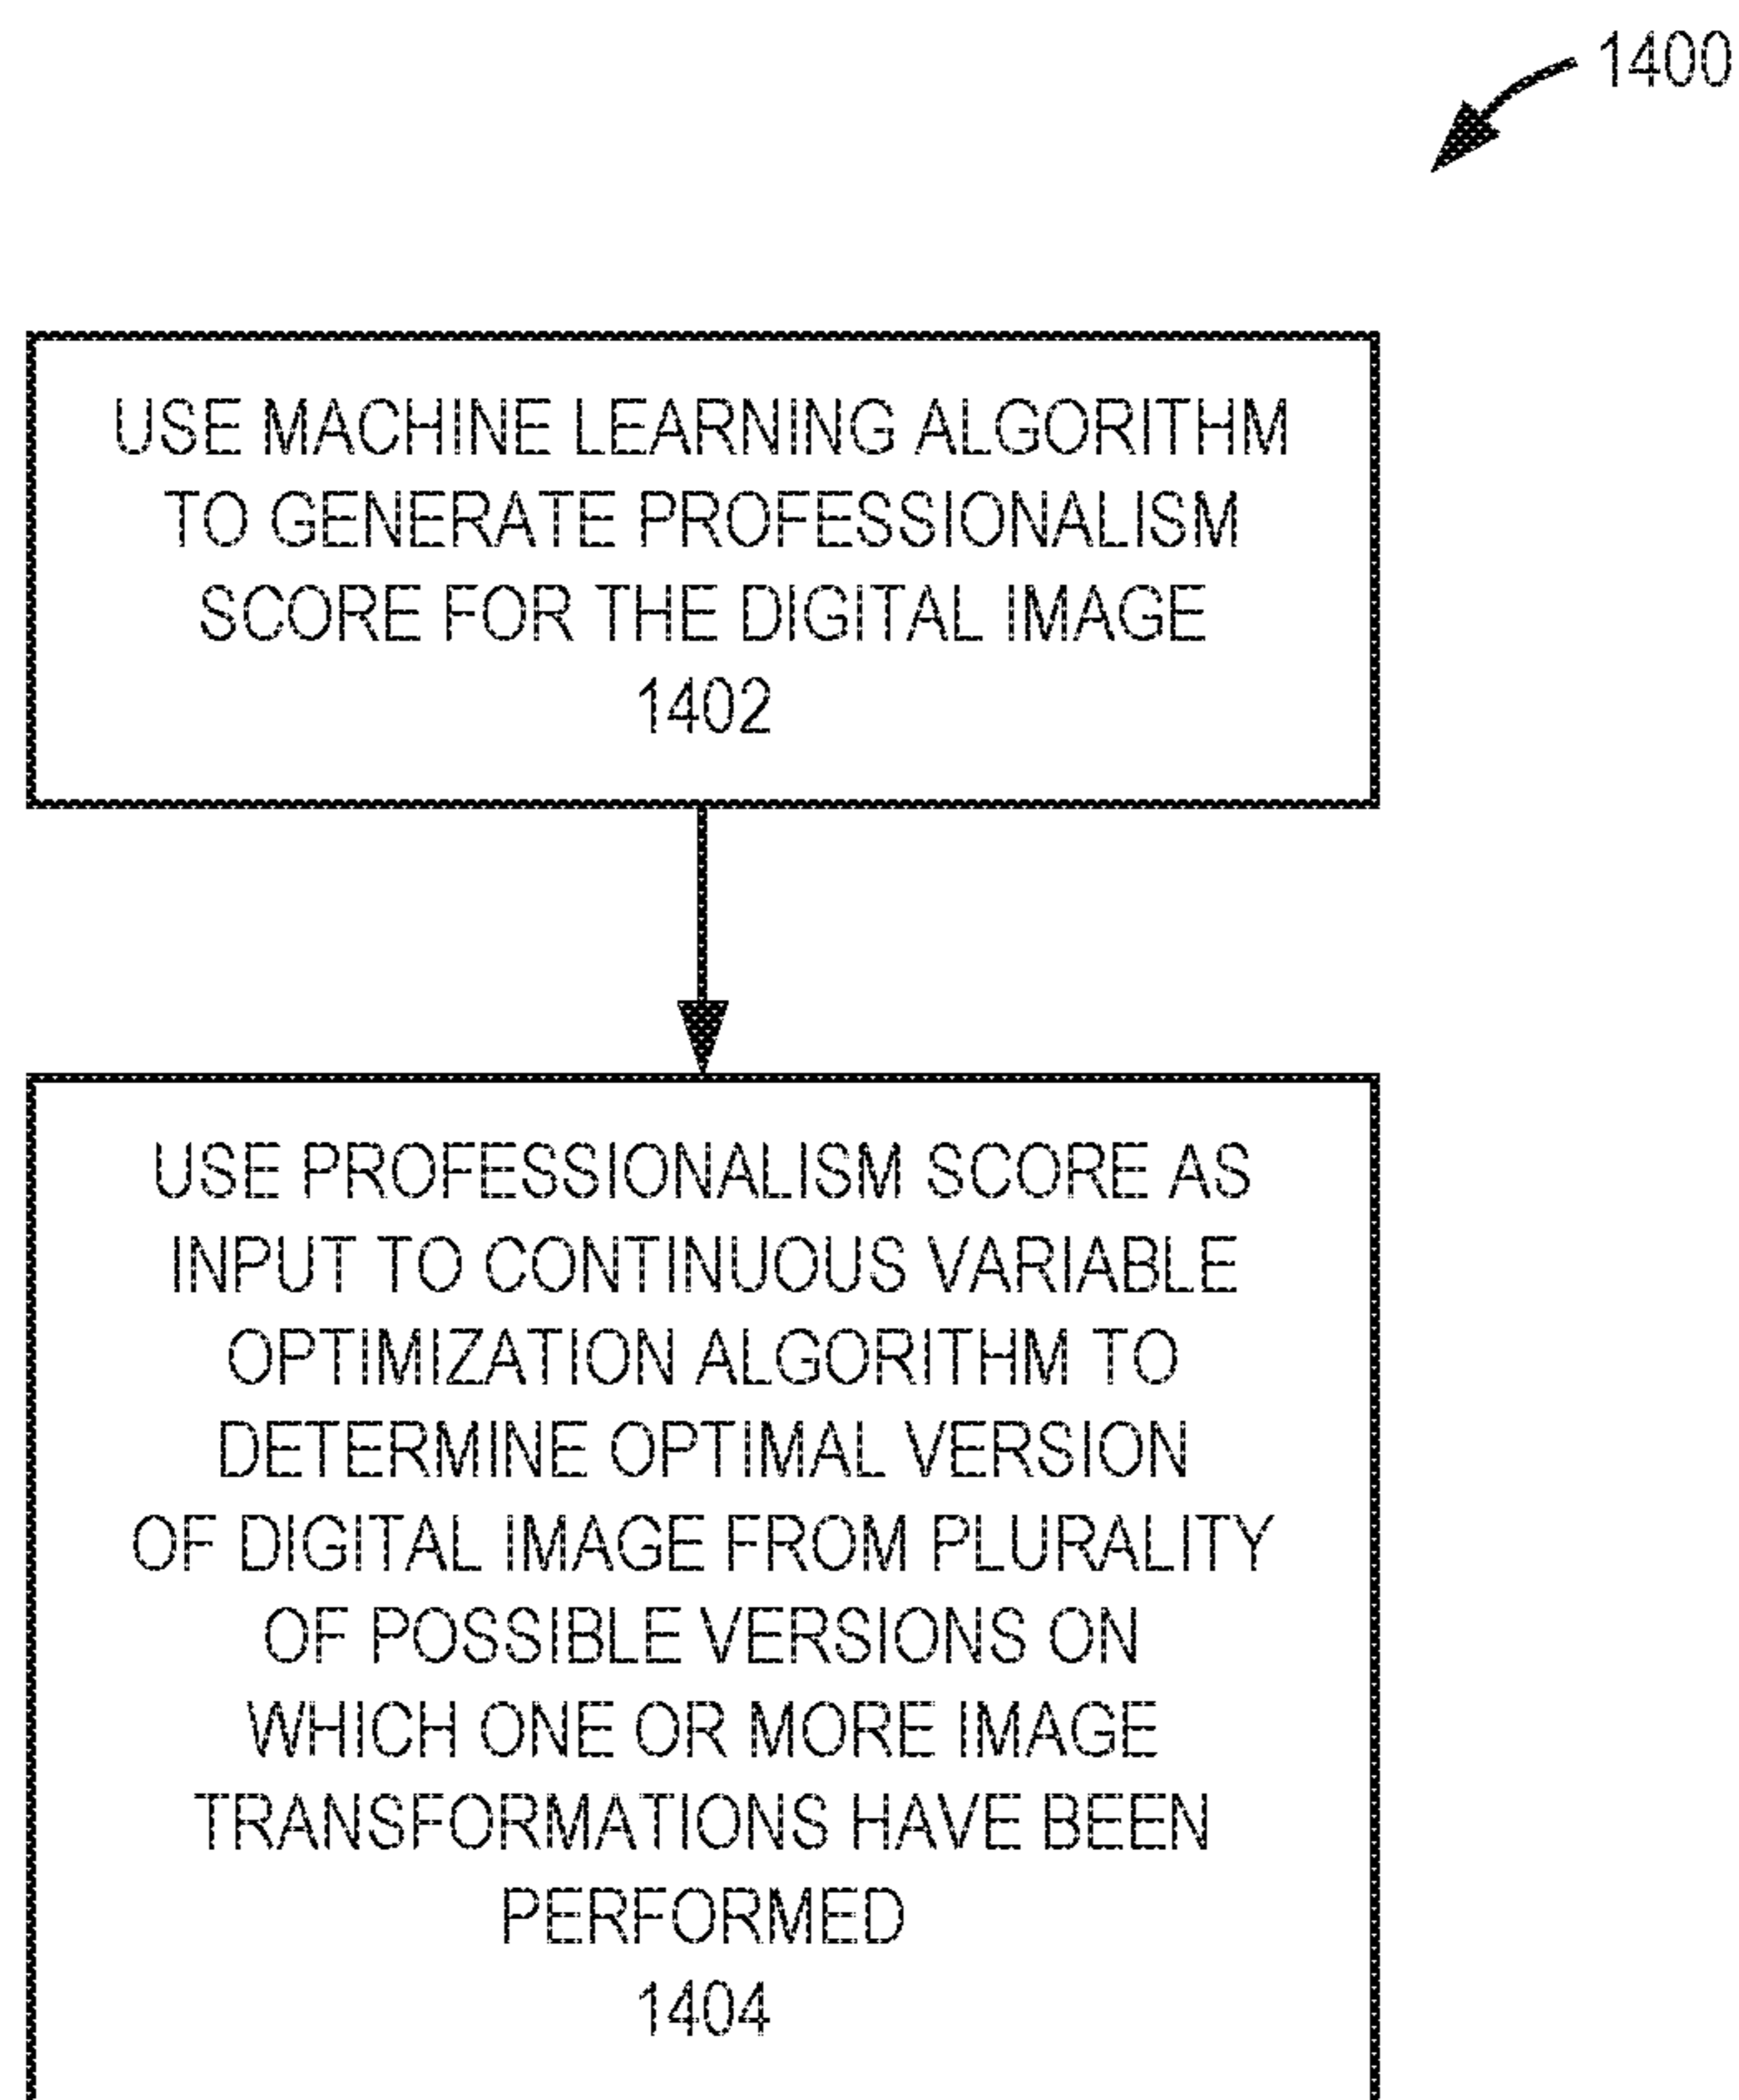 1400
USE MACHINE LEARNING ALGORITHM
TO GENERATE PROFESSIONALISM
SCORE FOR THE DIGITAL IMAGE
1402
USE PROFESSIONALISM SCORE AS
INPUT TO CONTINUOUS VARIABLE
OPTIMIZATION ALGORITHM TO
DETERMINE OPTIMAL VERSION
OF DIGITAL IMAGE FROM PLURALITY
OF POSSIBLE VERSIONS ON
WHICH ONE OR MORE IMAGE
TRANSFORMATIONS HAVE BEEN
PERFORMED
1404